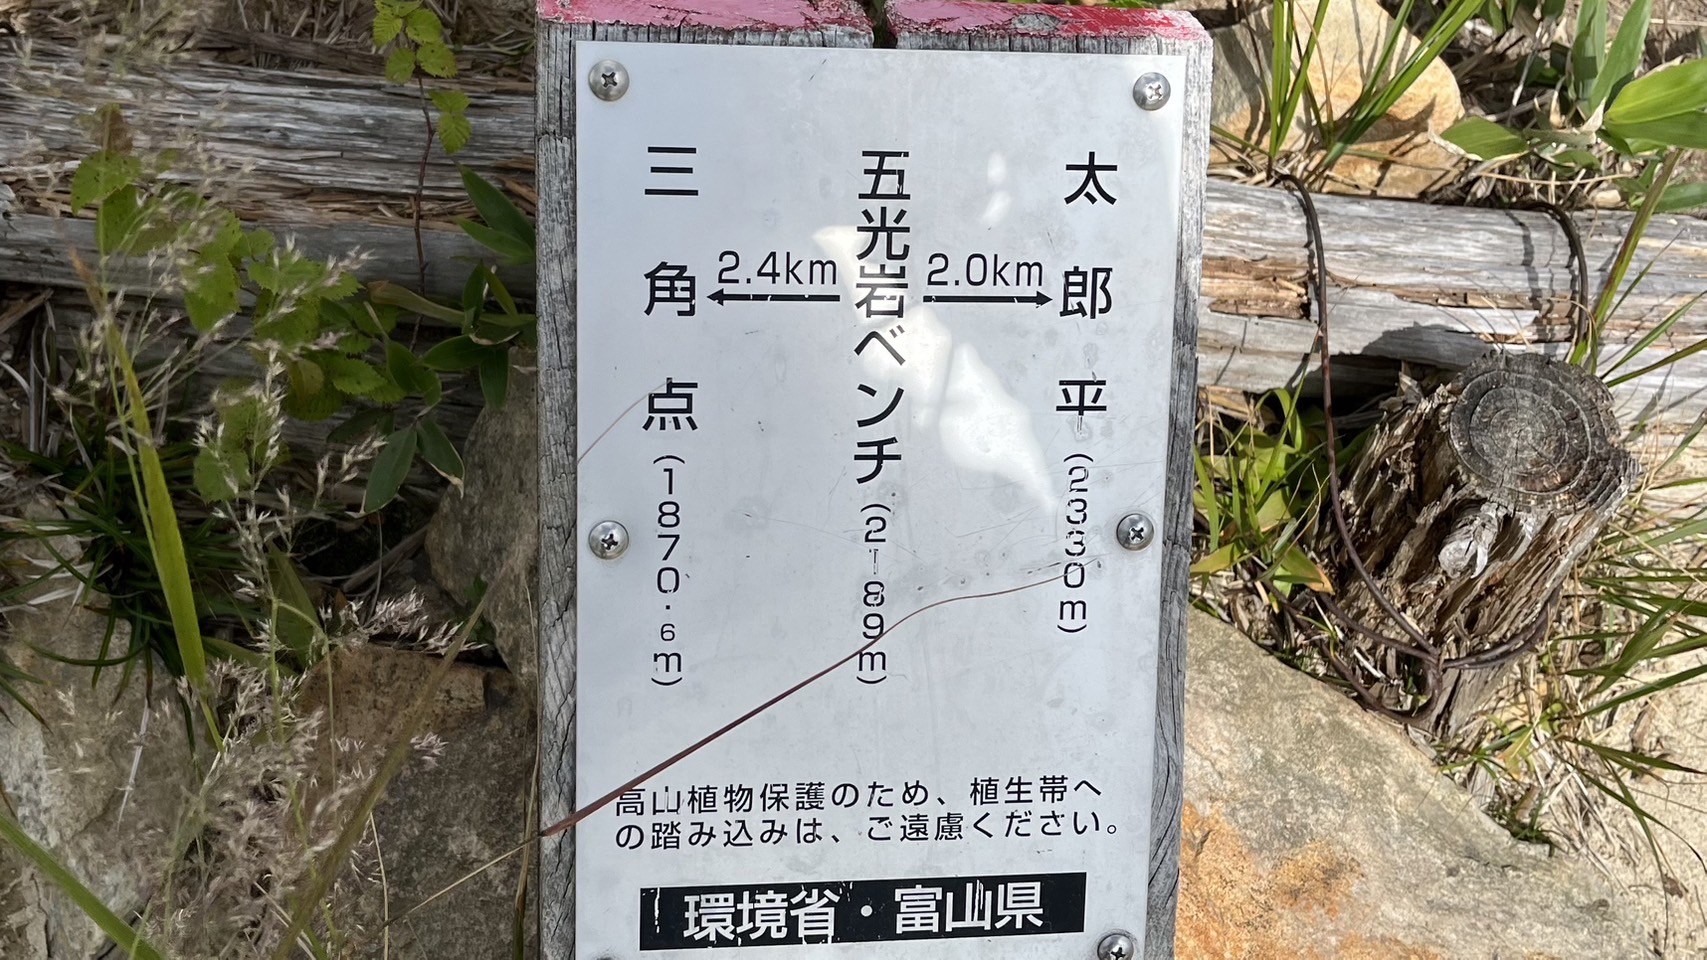 太郎平(2330m)
2.0km
五光岩ベンチ(2189m)
2.4km
三角点(1870.6m)
高山植物保護のため、植生帯へ
の踏み込みは、ご遠慮ください。
環境省・富山県